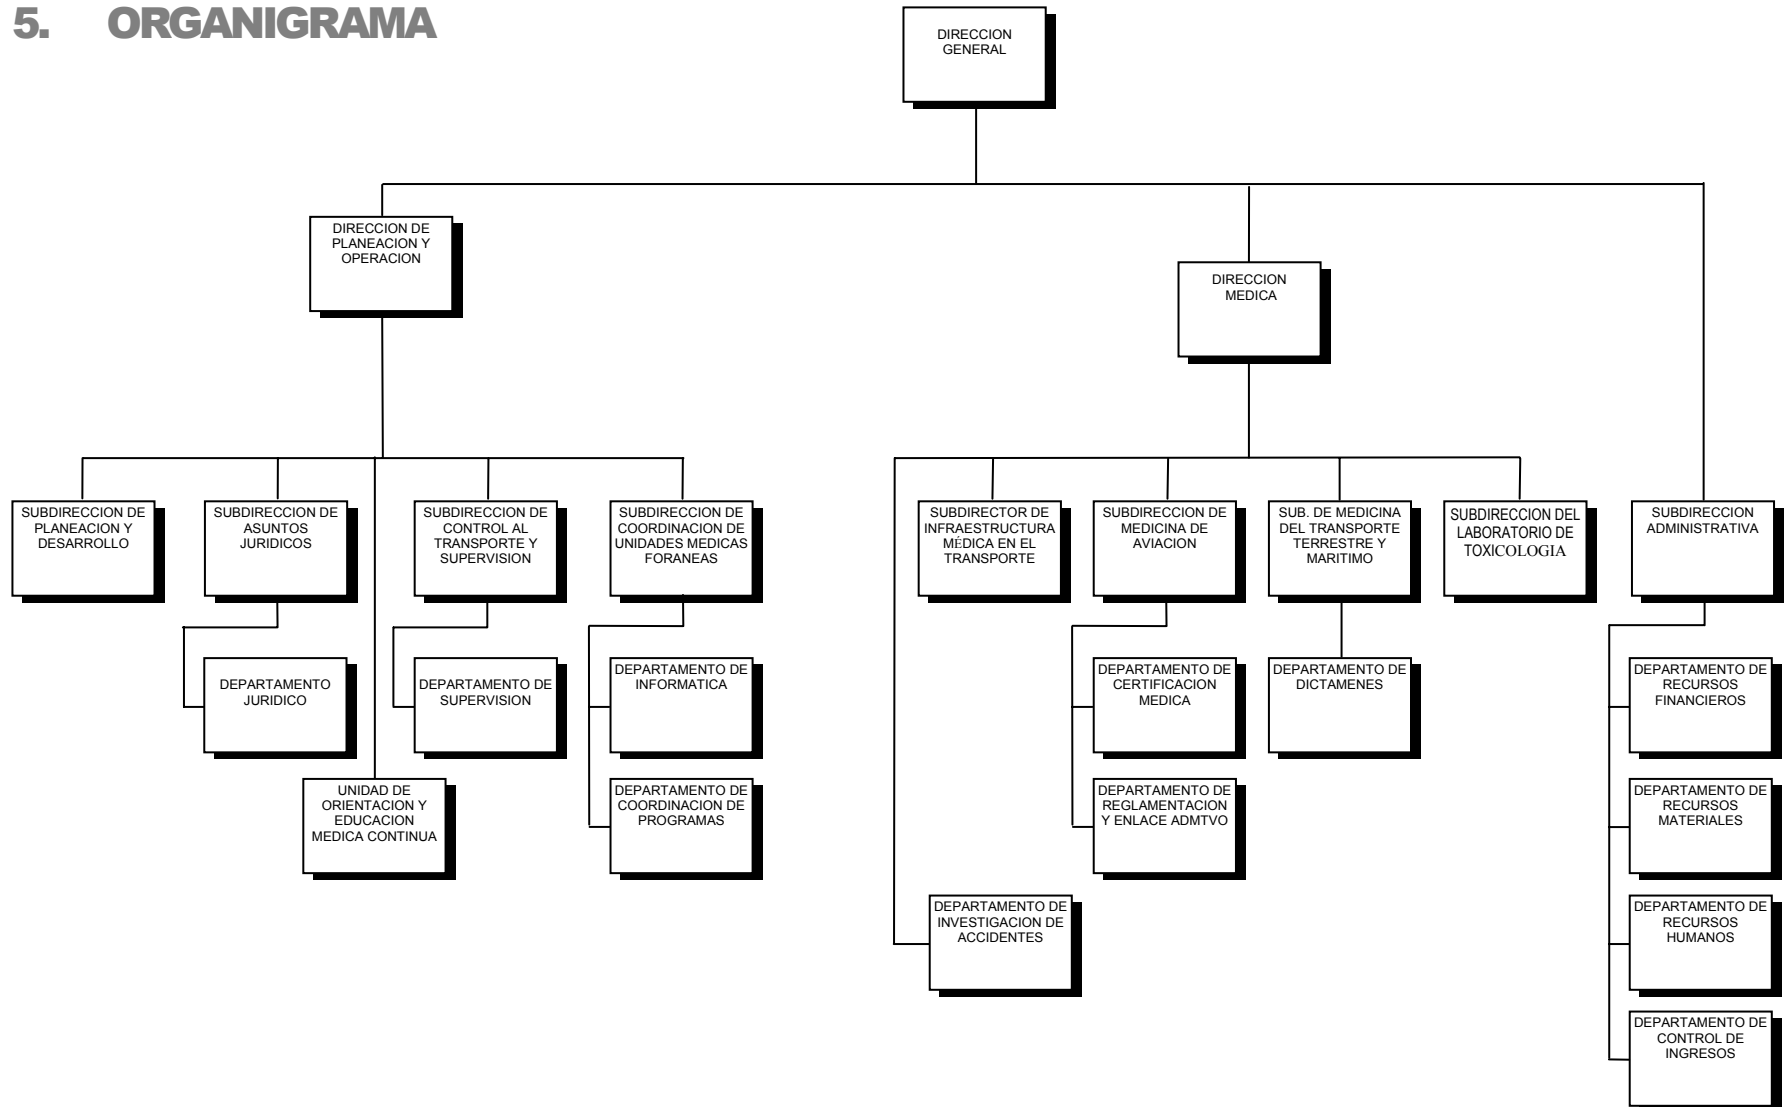 5. ORGANIGRAMA
DIRECCION
GENERAL
DIRECCION DE
PLANEACION Y
OPERACION
DIRECCION
MEDICA
SUBDIRECCION DE
PLANEACION Y
DESARROLLO
SUBDIRECCION DE
ASUNTOS
JURIDICOS
SUBDIRECCION DE
CONTROL AL
TRANSPORTE Y
SUPERVISION
SUBDIRECCION DE
COORDINACION DE
UNIDADES MEDICAS
FORANEAS
SUBDIRECTOR DE
INFRAESTRUCTURA
MÉDICA EN EL
TRANSPORTE
SUBDIRECCION DE
MEDICINA DE
AVIACION
SUB. DE MEDICINA
DEL TRANSPORTE
TERRESTRE Y
MARITIMO
SUBDIRECCION DEL
LABORATORIO DE
TOXICOLOGIA
SUBDIRECCION
ADMINISTRATIVA
DEPARTAMENTO
JURIDICO
DEPARTAMENTO DE
SUPERVISION
DEPARTAMENTO DE
INFORMATICA
DEPARTAMENTO DE
CERTIFICACION
MEDICA
DEPARTAMENTO DE
DICTAMENES
DEPARTAMENTO DE
RECURSOS
FINANCIEROS
UNIDAD DE
ORIENTACION Y
EDUCACION
MEDICA CONTINUA
DEPARTAMENTO DE
COORDINACION DE
PROGRAMAS
DEPARTAMENTO DE
REGLAMENTACION
Y ENLACE ADMTVO
DEPARTAMENTO DE
RECURSOS
MATERIALES
DEPARTAMENTO DE
INVESTIGACION DE
ACCIDENTES
DEPARTAMENTO DE
RECURSOS
HUMANOS
DEPARTAMENTO DE
CONTROL DE
INGRESOS